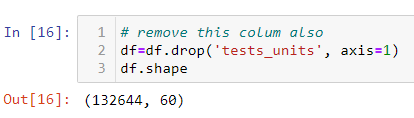 In [16]: 1 # remove this colum also
2 df=df.drop('tests_units', axis=1)
3 df.shape
Out[16]: (132644, 60)